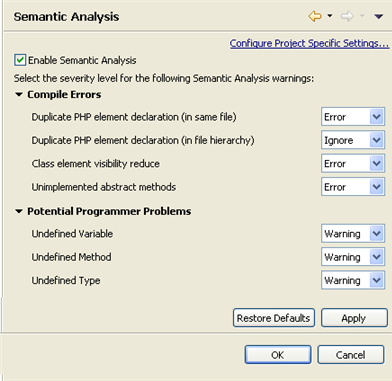 Semantic Analysis
Configure Project Specific Settings...
Enable Semantic Analysis
Select the severity level for the following Semantic Analysis warnings:
Compile Errors
Duplicate PHP element declaration (in same file) Error
Duplicate PHP element declaration (in file hierarchy) Ignore
Class element visibility reduce Error
Unimplemented abstract methods Error
Potential Programmer Problems
Undefined Variable Warning
Undefined Method Warning
Undefined Type Warning
Restore Defaults Apply
OK Cancel